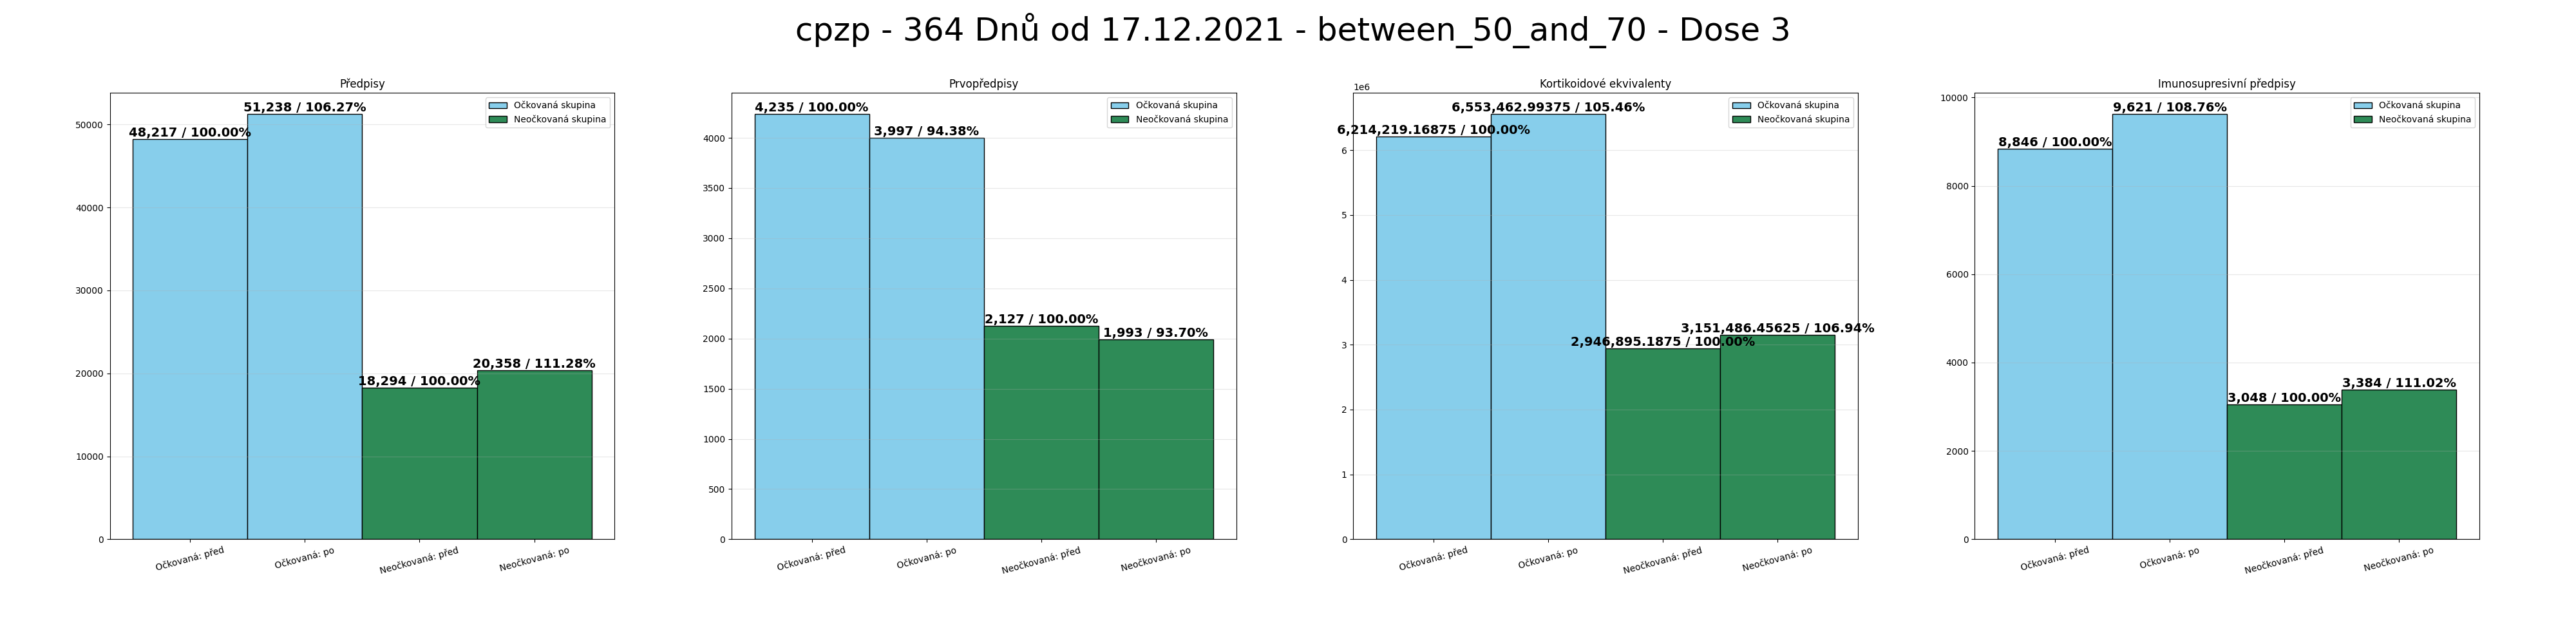 cpzp - 364 Dnů od 17.12.2021 - between_50_and_70 - Dose 3
Předpisy
50000
40000
30000
20000
10000
0
48,217 / 100.00%
51,238 / 106.27%
18,294 / 100.00%
20,358 / 111.28%
Očkovaná skupina
Neočkovaná skupina
Očkovaná: před
Očkovaná: po
Neočkovaná: před
Neočkovaná: po
Prvopředpisy
4000
3500
3000
2500
2000
1500
1000
500
0
4,235 / 100.00%
3,997 / 94.38%
2,127 / 100.00%
1,993 / 93.70%
Očkovaná skupina
Neočkovaná skupina
Očkovaná: před
Očkovaná: po
Neočkovaná: před
Neočkovaná: po
Kortikoidové ekvivalenty
1e6
6
5
4
3
2
1
0
6,214,219.16875 / 100.00%
6,553,462.99375 / 105.46%
2,946,895.1875 / 100.00%
3,151,486.45625 / 106.94%
Očkovaná skupina
Neočkovaná skupina
Očkovaná: před
Očkovaná: po
Neočkovaná: před
Neočkovaná: po
Imunosupresivní předpisy
10000
8000
6000
4000
2000
0
8,846 / 100.00%
9,621 / 108.76%
3,048 / 100.00%
3,384 / 111.02%
Očkovaná skupina
Neočkovaná skupina
Očkovaná: před
Očkovaná: po
Neočkovaná: před
Neočkovaná: po